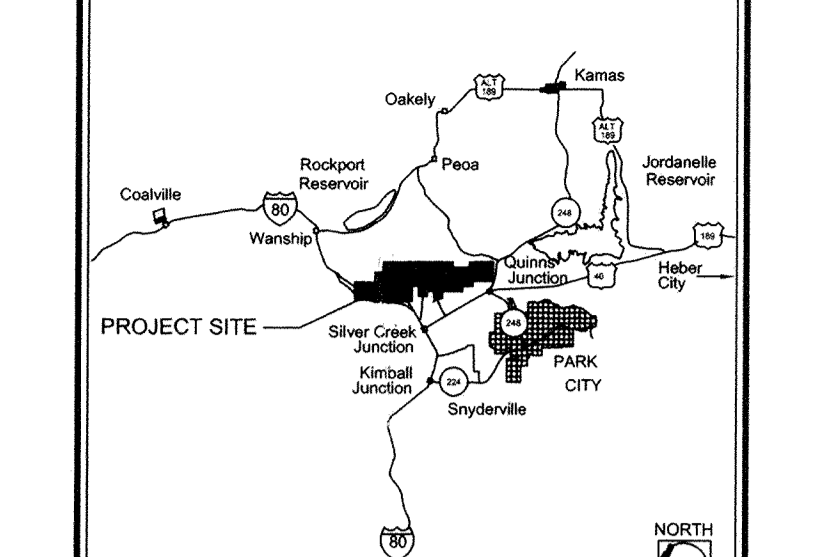 Kamas
ALT
189
Oakely
ALT
189
Peoa
Rockport
Reservoir
Jordanelle
Reservoir
Coalville
80
248
Wanship
189
Quinns
Junction
40
Heber
City
PROJECT SITE
Silver Creek
Junction
248
PARK
CITY
Kimball
Junction
224
Snyderville
80
NORTH